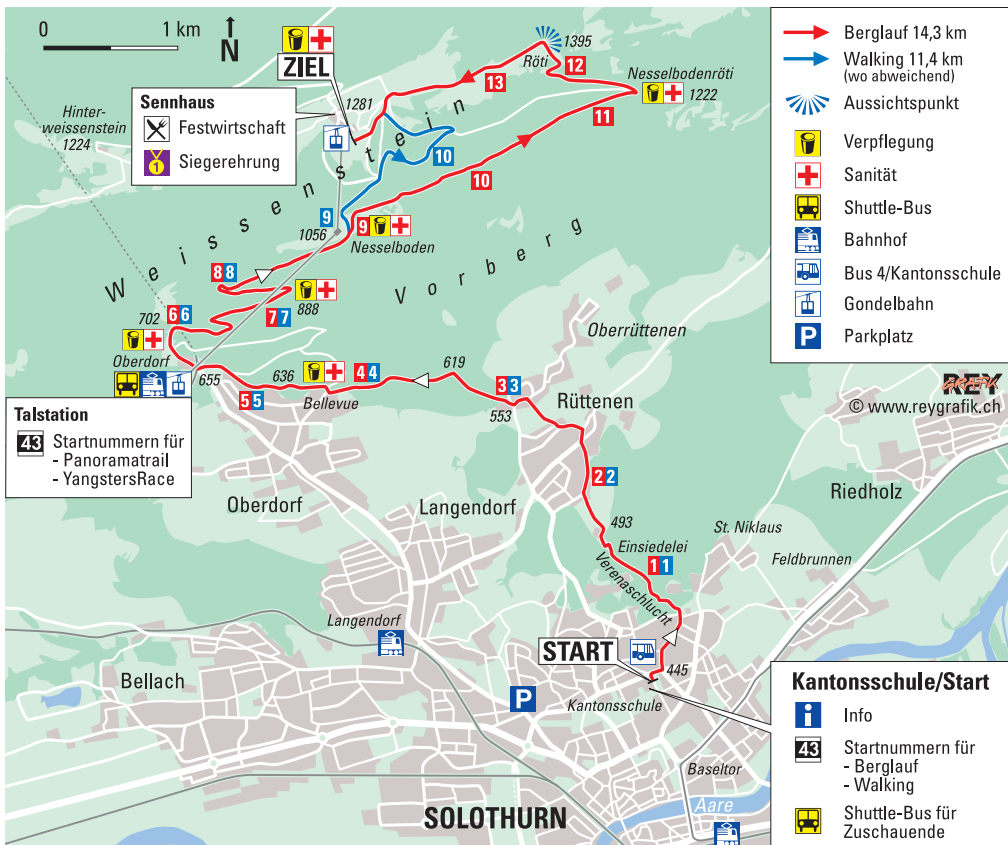 0 1 km
N
ZIEL
1281
Hinter-
weissenstein
1224
Sennhaus
Festwirtschaft
1
Siegerehrung
Weissenstein
Vorberg
1395
Röti
12
13
Nesselbodenröti
1222
11
10
10
9
1056
9
Nesselboden
8 8
888
7 7
6 6
702
Oberdorf
655
636
5 5
Bellevue
4 4
619
3 3
553
Oberrüttenen
Rüttenen
2 2
493
Einsiedelei
1 1
Verenaschlucht
St. Niklaus
Feldbrunnen
Riedholz
Talstation
43 Startnummern für
- Panoramatrail
- YangstersRace
Oberdorf
Langendorf
Langendorf
Bellach
START
445
Kantonsschule
P
Baseltor
Aare
SOLOTHURN
Berglauf 14,3 km
Walking 11,4 km
(wo abweichend)
Aussichtspunkt
Verpflegung
Sanität
Shuttle-Bus
Bahnhof
Bus 4/Kantonsschule
Gondelbahn
P Parkplatz
REY
GRAFIK
© www.reygrafik.ch
Kantonsschule/Start
i Info
43 Startnummern für
- Berglauf
- Walking
Shuttle-Bus für
Zuschauende